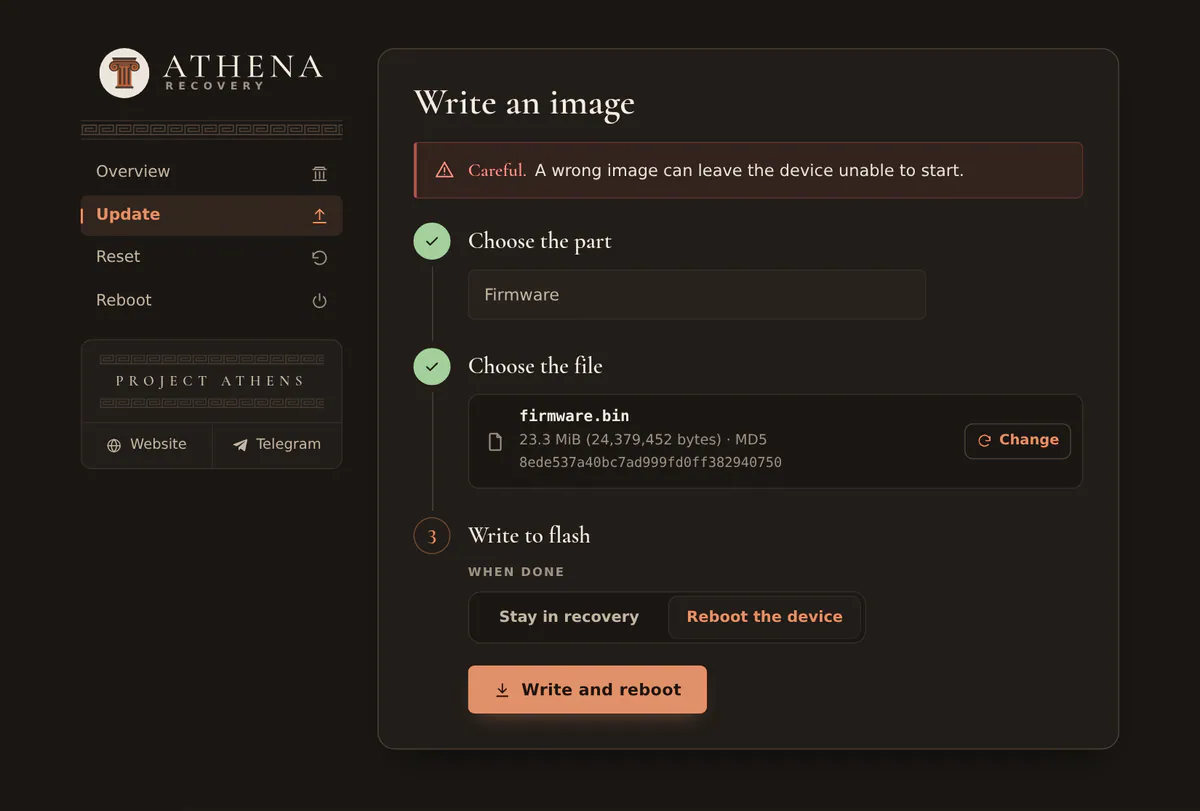 ATHENA
RECOVERY
Overview
Update
Reset
Reboot
PROJECT ATHENS
Website
Telegram
Write an image
Careful. A wrong image can leave the device unable to start.
Choose the part
Firmware
Choose the file
firmware.bin
23.3 MiB (24,379,452 bytes) · MD5
8ede537a40bc7ad999fd0ff382940750
Change
3 Write to flash
WHEN DONE
Stay in recovery
Reboot the device
Write and reboot